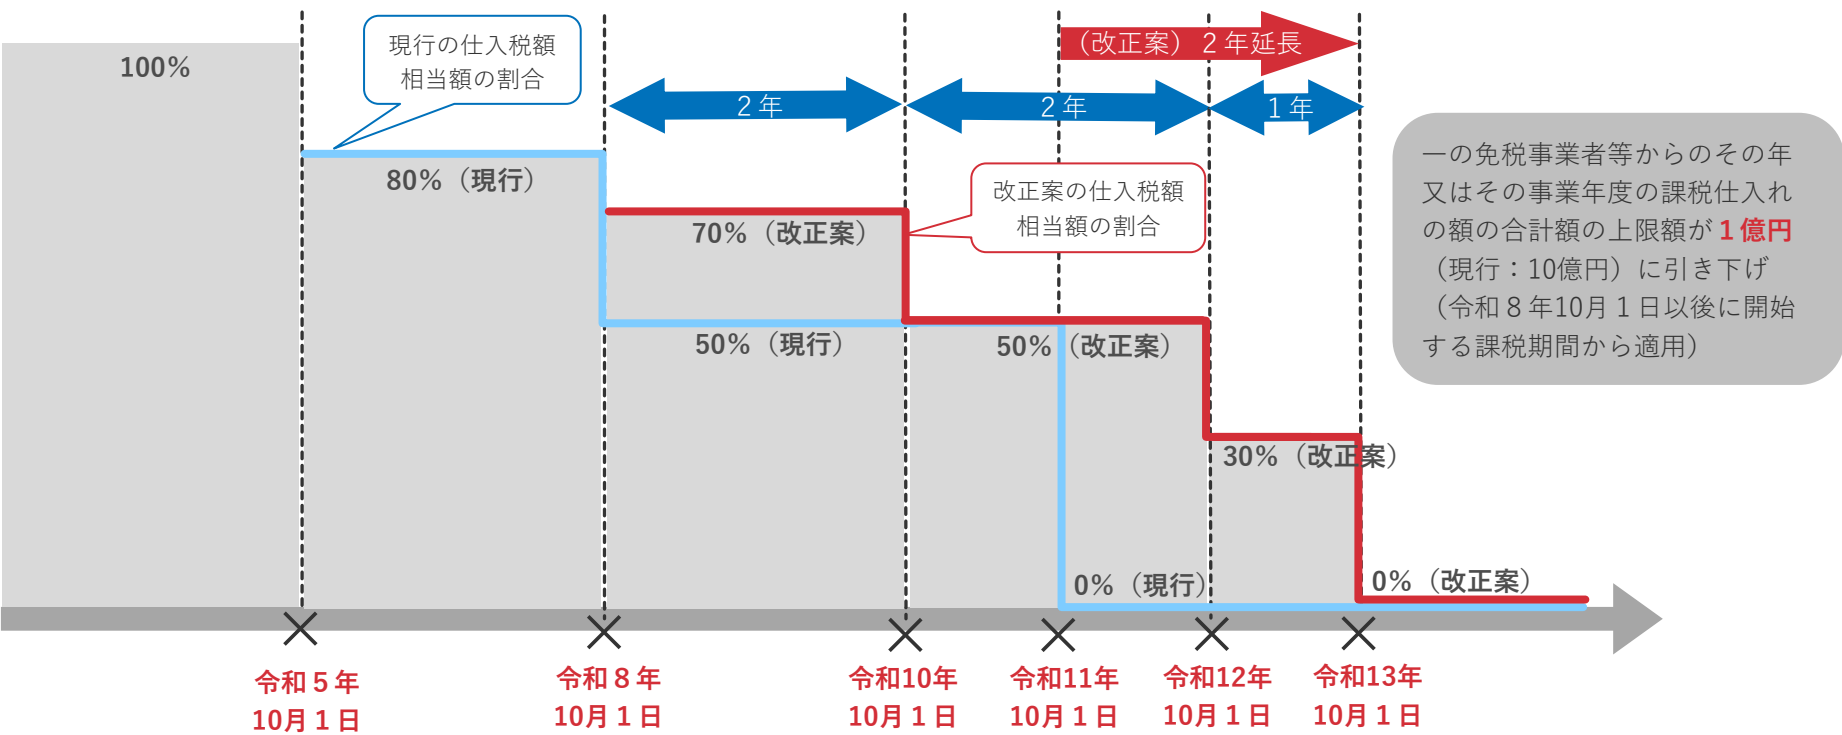 100%
現行の仕入税額
相当額の割合
（改正案）２年延長
２年
２年
１年
80%（現行）
70%（改正案）
改正案の仕入税額
相当額の割合
50%（現行）
50%（改正案）
30%（改正案）
0%（現行）
0%（改正案）
一の免税事業者等からのその年
又はその事業年度の課税仕入れ
の額の合計額の上限額が１億円
（現行：10億円）に引き下げ
（令和８年10月１日以後に開始
する課税期間から適用）
令和５年
10月１日
令和８年
10月１日
令和10年
10月１日
令和11年
10月１日
令和12年
10月１日
令和13年
10月１日